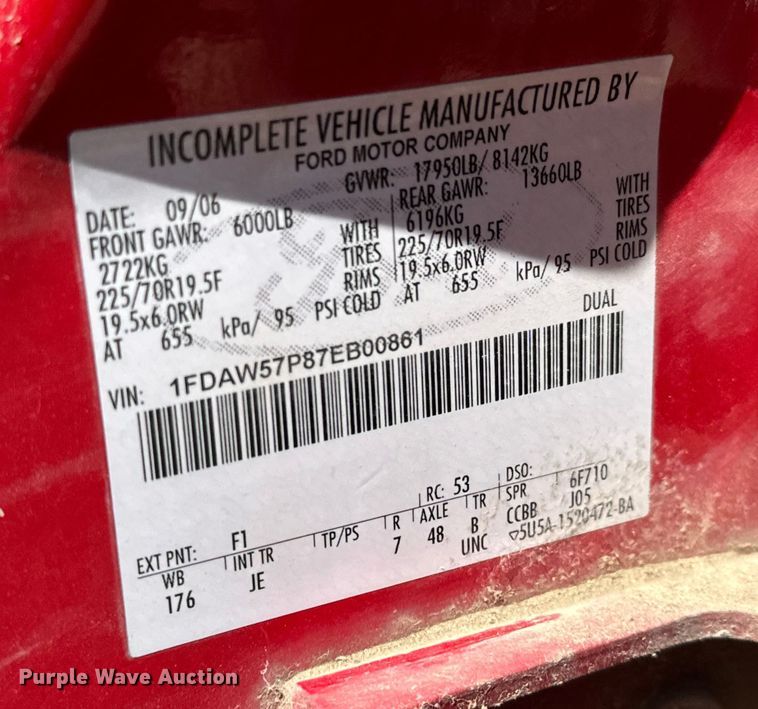 INCOMPLETE VEHICLE MANUFACTURED BY
FORD MOTOR COMPANY
DATE: 09/06 GVWR: 17950LB/ 8142KG
FRONT GAWR: 6000LB REAR GAWR: 13660LB
2722KG WITH 6196KG WITH
225/70R19.5F TIRES 225/70R19.5F TIRES
19.5x6.0RW RIMS 19.5x6.0RW RIMS
AT 655 kPa/ 95 PSI COLD AT 655 kPa/ 95 PSI COLD
DUAL
VIN: 1FDAW57P87EB00861
EXT PNT: F1 RC: 53 DSO: 6F710
WB INT TR TP/PS R AXLE TR SPR J05
176 JE 7 48 B CCBB
UNC ▽5U5A-1520472-BA
Purple Wave Auction